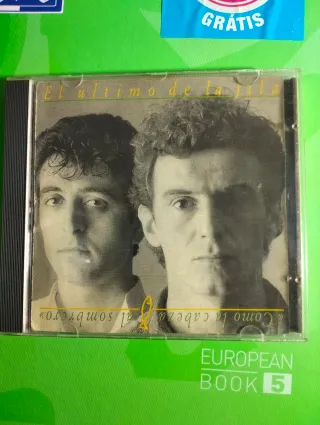 GRÁTIS
El último de la fila
«Como la cabeza al sombrero»
EUROPEAN
BOOK 5